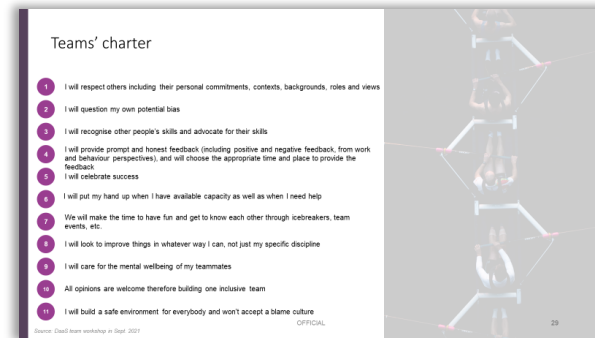 Teams' charter
1 I will respect others including their personal commitments, contexts, backgrounds, roles and views
2 I will question my own potential bias
3 I will recognise other people's skills and advocate for their skills
4 I will provide prompt and honest feedback (including positive and negative feedback, from work
and behaviour perspectives), and will choose the appropriate time and place to provide the
feedback
5 I will celebrate success
6 I will put my hand up when I have available capacity as well as when I need help
7 We will make the time to have fun and get to know each other through icebreakers, team
events, etc.
8 I will look to improve things in whatever way I can, not just my specific discipline
9 I will care for the mental wellbeing of my teammates
10 All opinions are welcome therefore building one inclusive team
11 I will build a safe environment for everybody and won't accept a blame culture
OFFICIAL
29
Source: DaaS team workshop in Sept 2021